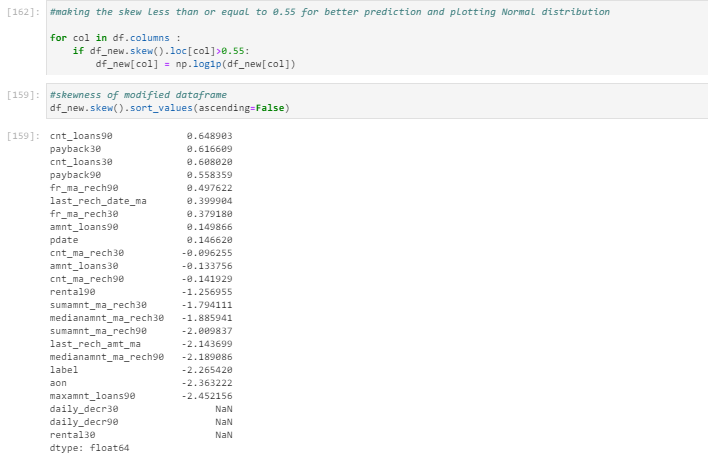 [162]: #making the skew less than or equal to 0.55 for better prediction and plotting Normal distribution
for col in df.columns :
    if df_new.skew().loc[col]>0.55:
        df_new[col] = np.log1p(df_new[col])
[159]: #skewness of modified dataframe
df_new.skew().sort_values(ascending=False)
[159]: cnt_loans90 0.648903
payback30 0.616609
cnt_loans30 0.608020
payback90 0.558359
fr_ma_rech90 0.497622
last_rech_date_ma 0.399904
fr_ma_rech30 0.379180
amnt_loans90 0.149866
pdate 0.146620
cnt_ma_rech30 -0.096255
amnt_loans30 -0.133756
cnt_ma_rech90 -0.141929
rental90 -1.256955
sumamnt_ma_rech30 -1.794111
medianamnt_ma_rech30 -1.885941
sumamnt_ma_rech90 -2.009837
last_rech_amt_ma -2.143699
medianamnt_ma_rech90 -2.189086
label -2.265420
aon -2.363222
maxamnt_loans90 -2.452156
daily_decr30 NaN
daily_decr90 NaN
rental30 NaN
dtype: float64